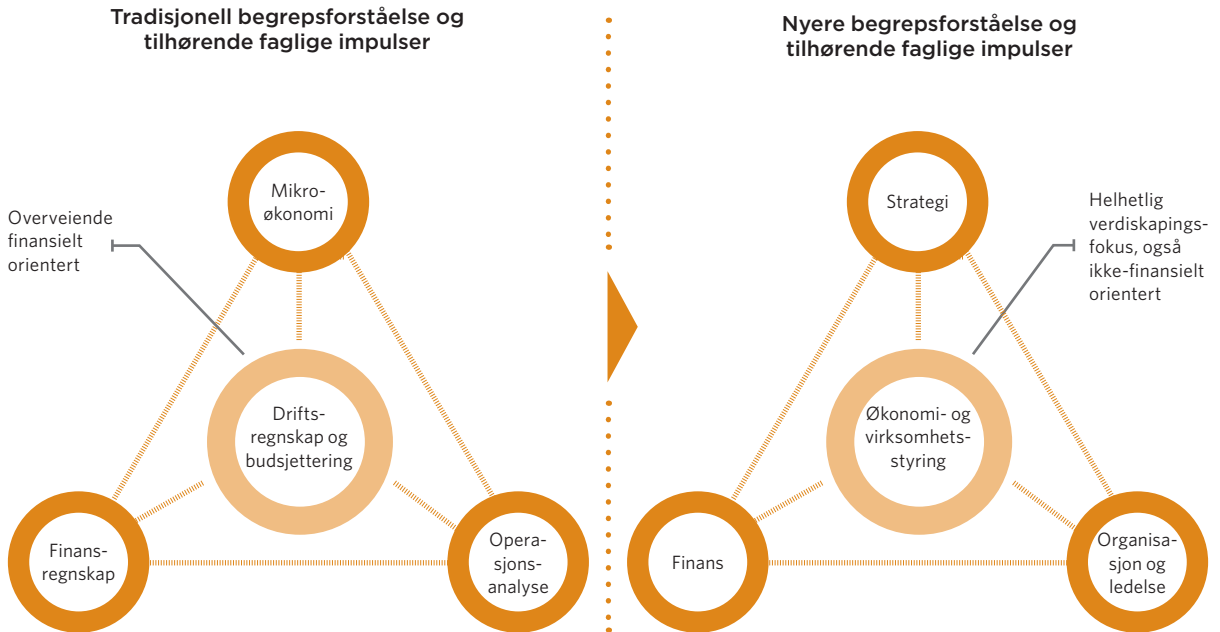 Tradisjonell begrepsforståelse og
tilhørende faglige impulser
Mikro-
økonomi
Overveiende
finansielt
orientert
Drifts-
regnskap og
budsjettering
Finans-
regnskap
Opera-
sjons-
analyse
Nyere begrepsforståelse og
tilhørende faglige impulser
Strategi
Helhetlig
verdiskapings-
fokus, også
ikke-finansielt
orientert
Økonomi- og
virksomhets-
styring
Finans
Organisa-
sjon og
ledelse